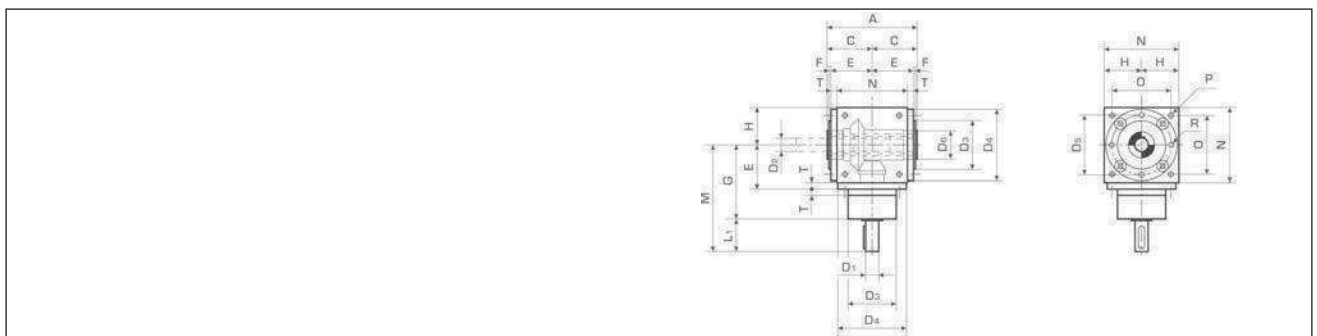 A
C C
F E E F
T N T
H
E
G
M
L1
D2
T
T
D6
D3
D4
D1
D3
D4
N
H H
O
P
R
D5
O
N